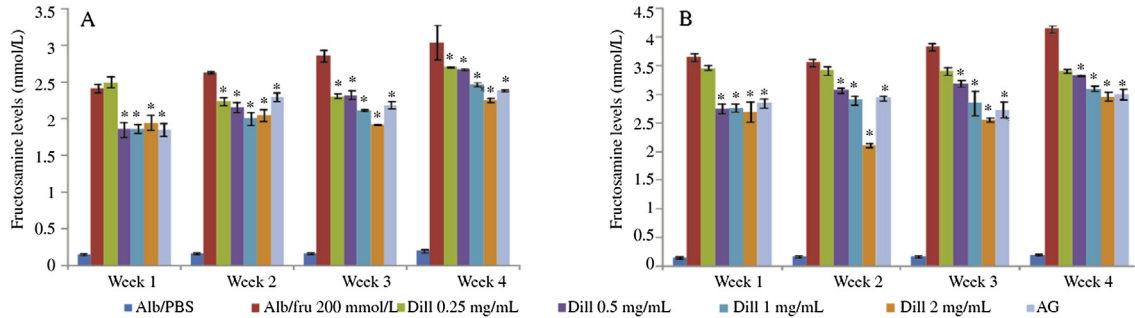 A
Fructosamine levels (mmol/L)
3.5
3
2.5
2
1.5
1
0.5
0
* * * *
* * * * *
* * * * *
* * * * *
Week 1 Week 2 Week 3 Week 4
B
Fructosamine levels (mmol/L)
4.5
4
3.5
3
2.5
2
1.5
1
0.5
0
* * * *
* * * *
* * * *
* * * * *
Week 1 Week 2 Week 3 Week 4
Alb/PBS Alb/fru 200 mmol/L Dill 0.25 mg/mL Dill 0.5 mg/mL Dill 1 mg/mL Dill 2 mg/mL AG